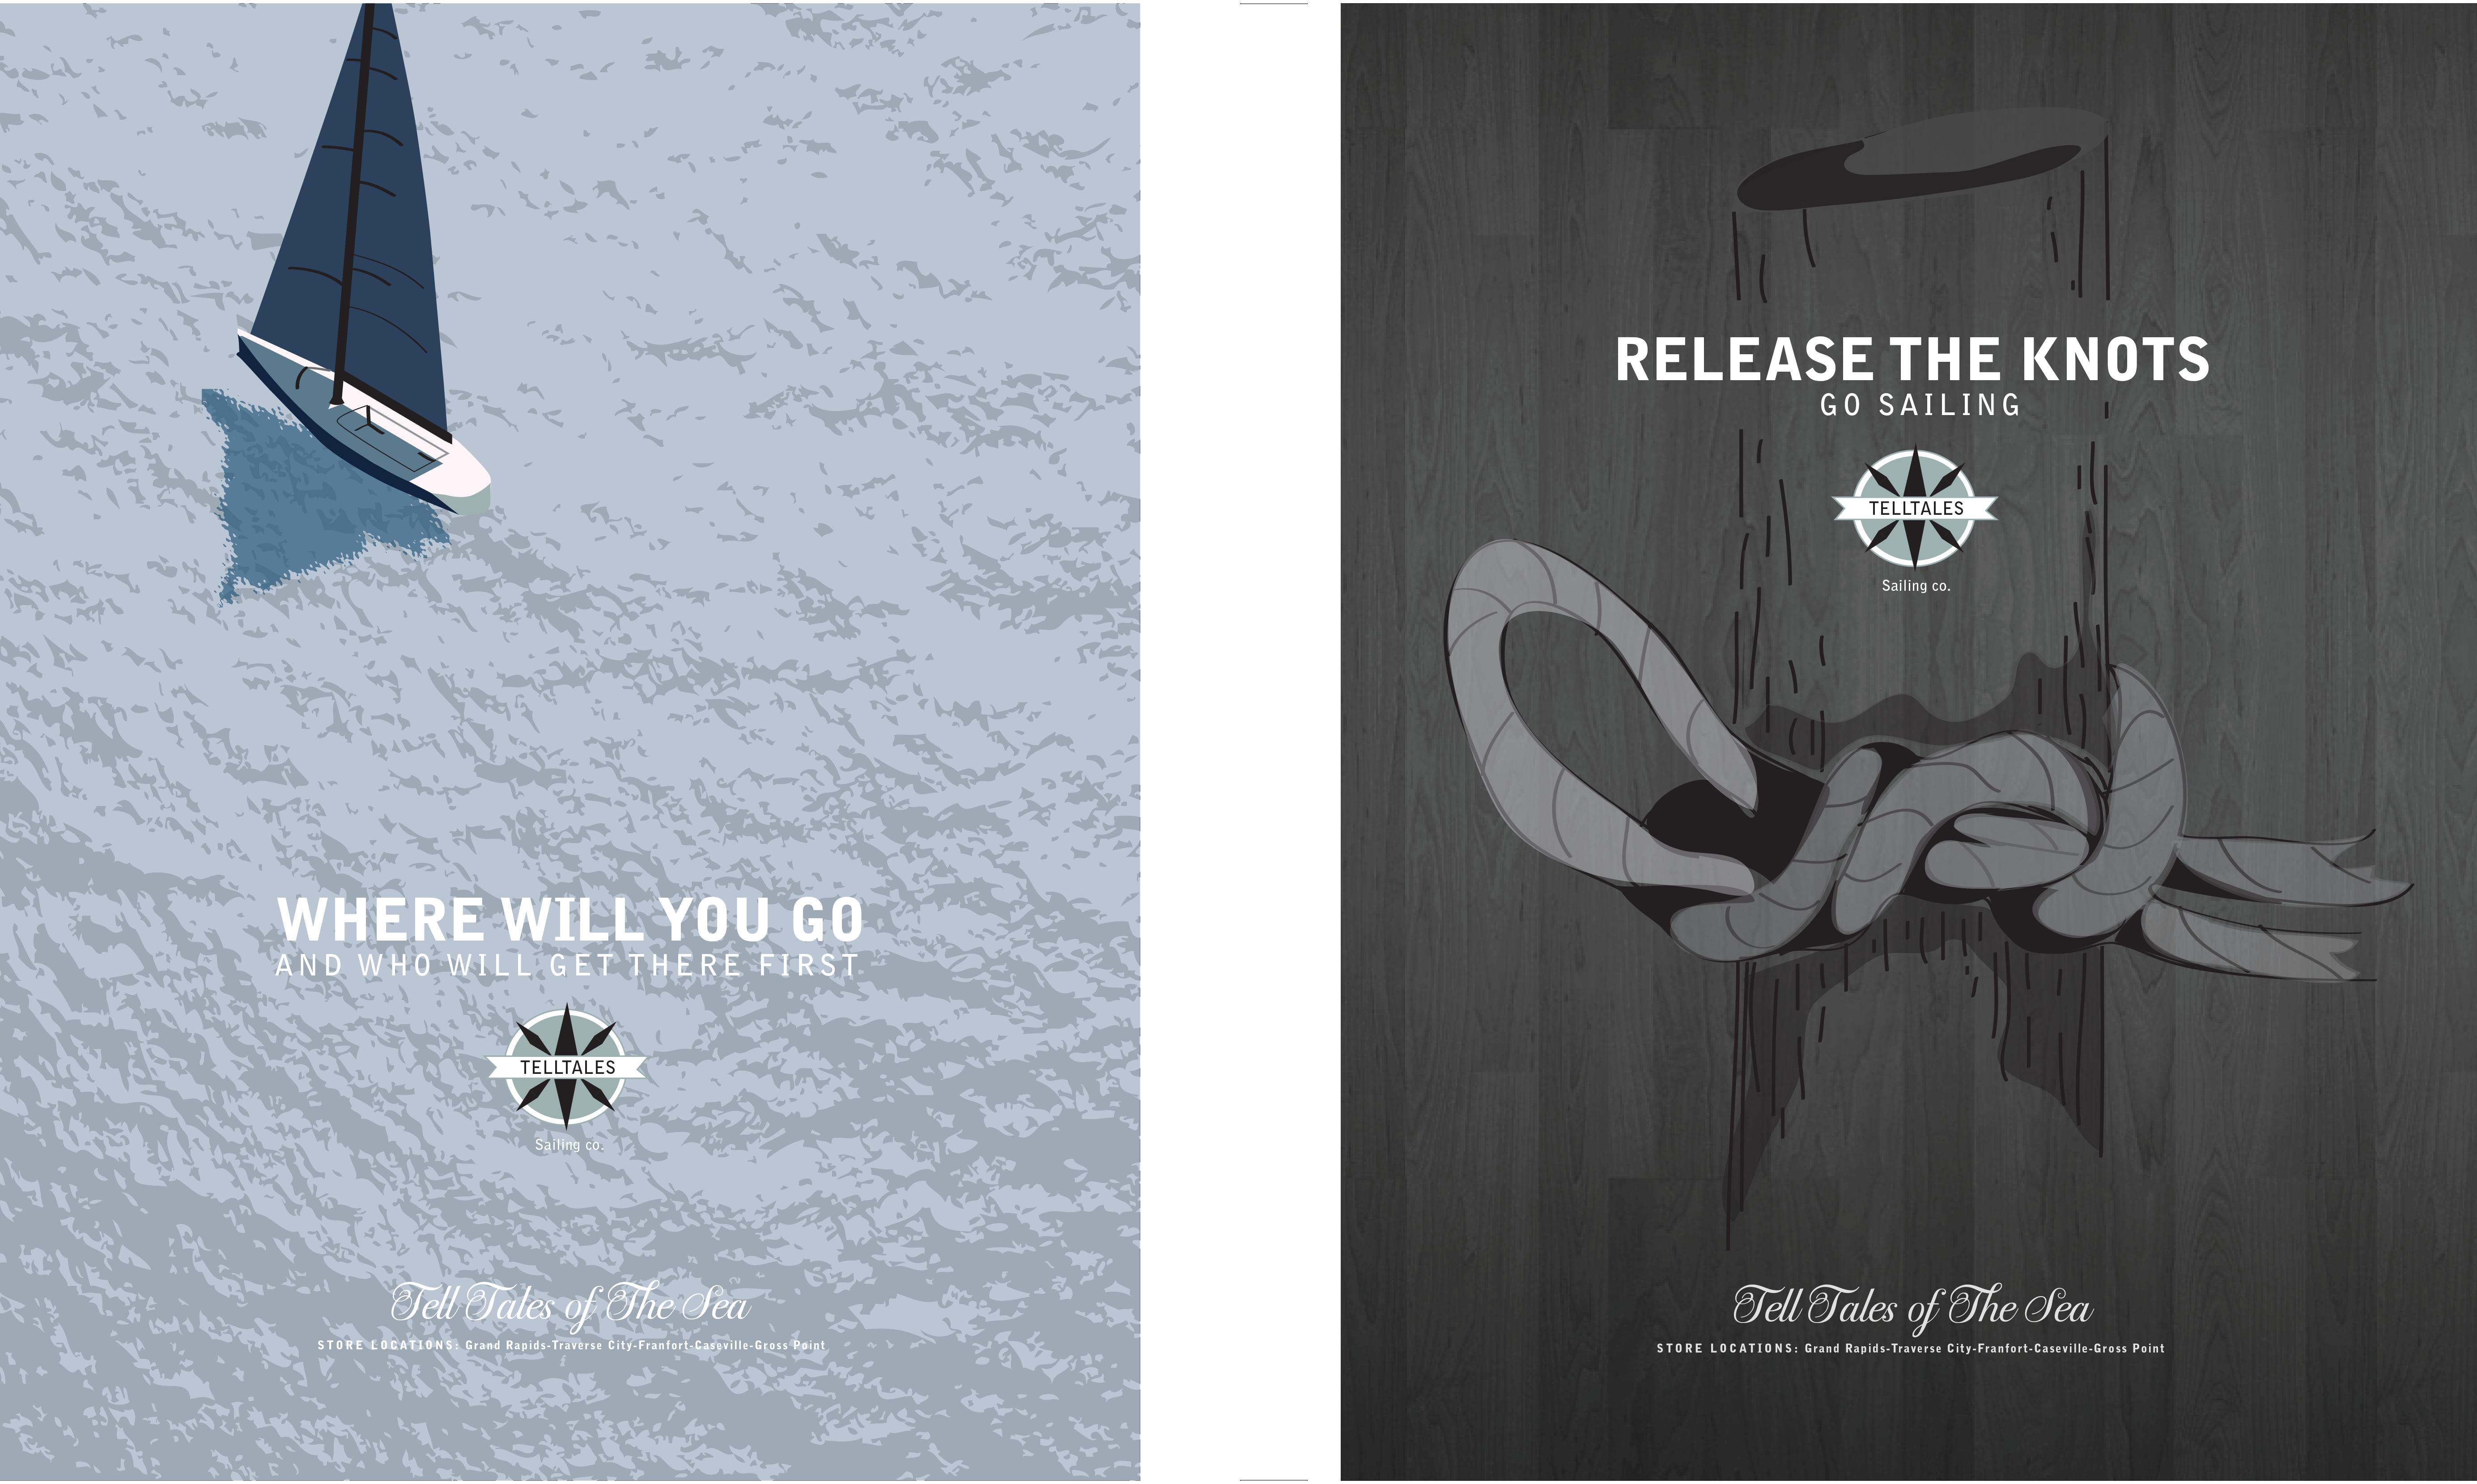 WHERE WILL YOU GO
AND WHO WILL GET THERE FIRST
TELLTALES
Sailing co.
Tell Tales of The Sea
STORE LOCATIONS: Grand Rapids-Traverse City-Franfort-Caseville-Gross Point
RELEASE THE KNOTS
GO SAILING
TELLTALES
Sailing co.
Tell Tales of The Sea
STORE LOCATIONS: Grand Rapids-Traverse City-Franfort-Caseville-Gross Point